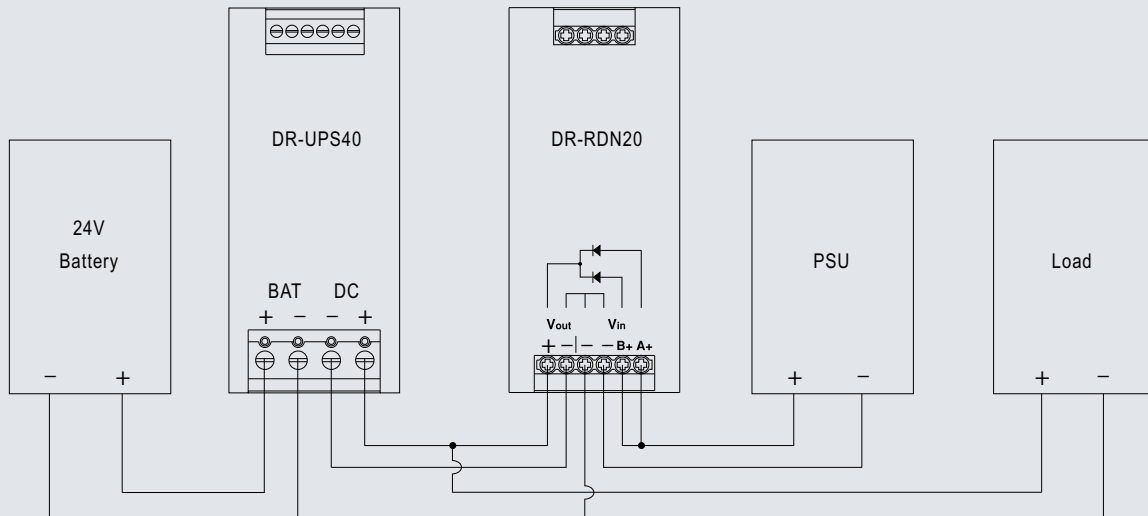 DR-UPS40
DR-RDN20
24V
Battery
PSU
Load
BAT DC
+ − − +
Vout Vin
+ − − − B+ A+
− +
+ −
+ −